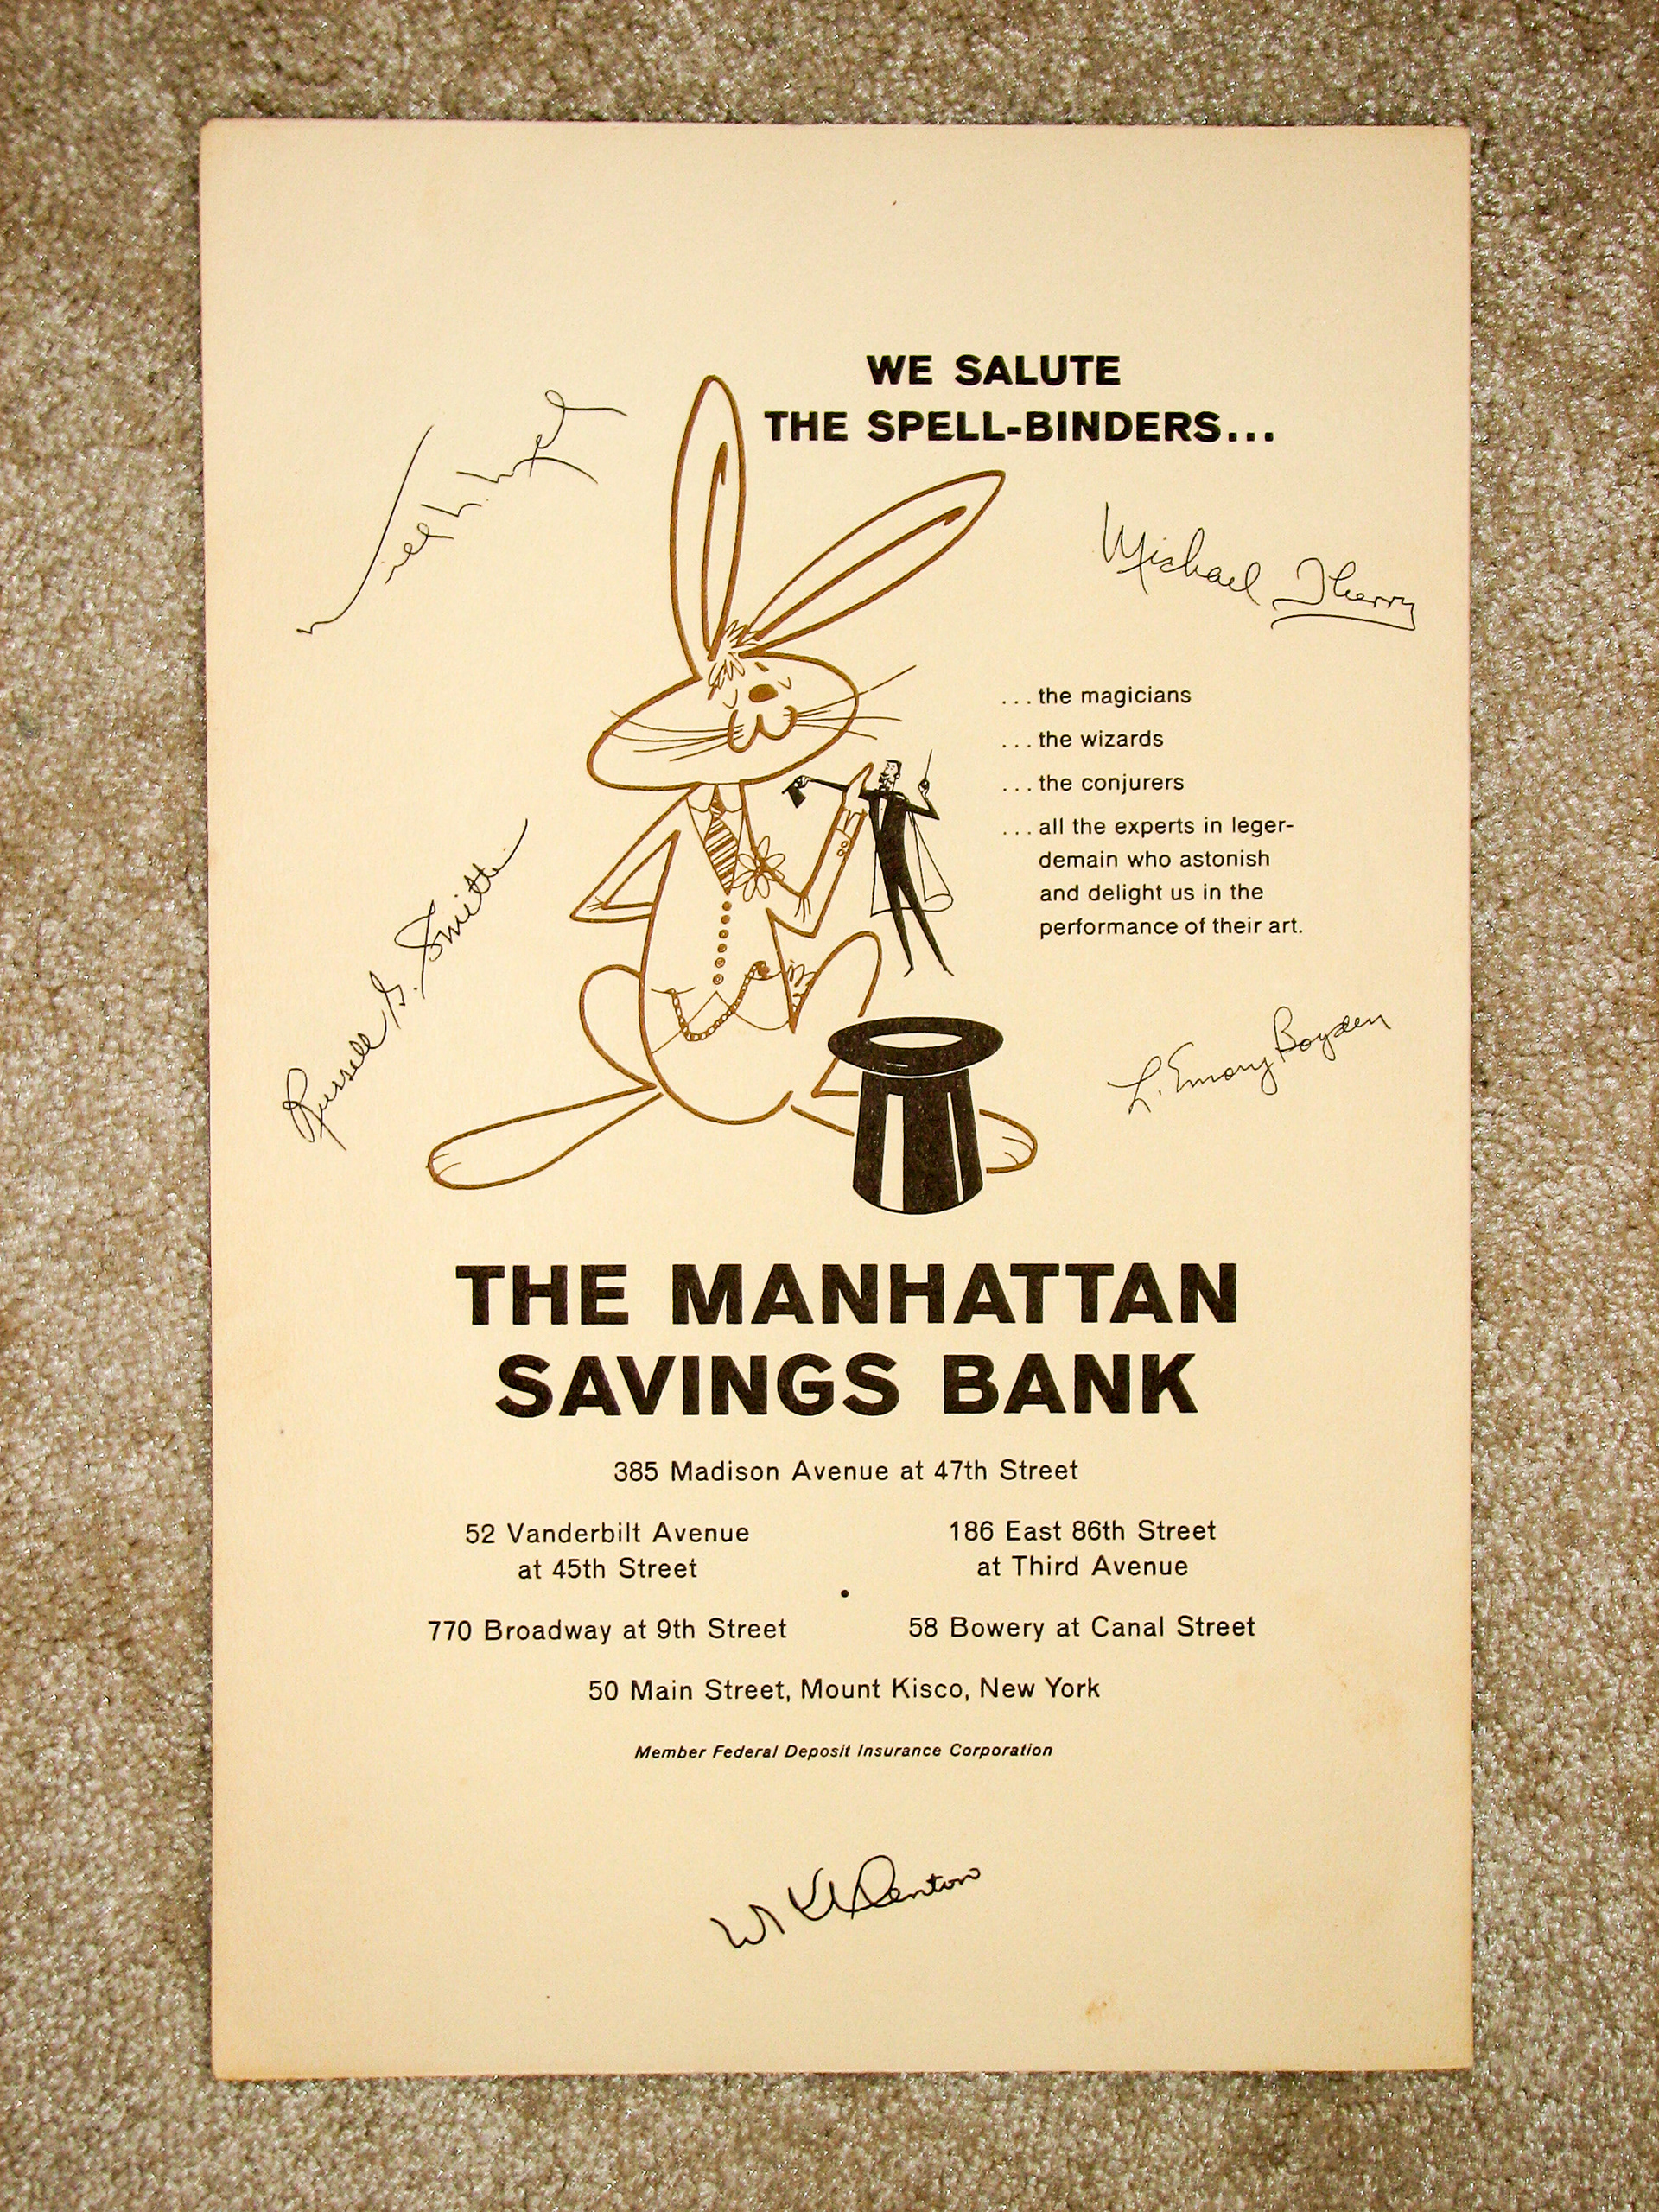 WE SALUTE
THE SPELL-BINDERS...
Michael
...the magicians
...the wizards
...the conjurers
...all the experts in leger-
demain who astonish
and delight us in the
performance of their art.
Russell G. Smith
L. Emory Boyden
THE MANHATTAN
SAVINGS BANK
385 Madison Avenue at 47th Street
52 Vanderbilt Avenue
at 45th Street
186 East 86th Street
at Third Avenue
•
770 Broadway at 9th Street
58 Bowery at Canal Street
50 Main Street, Mount Kisco, New York
Member Federal Deposit Insurance Corporation
Denton